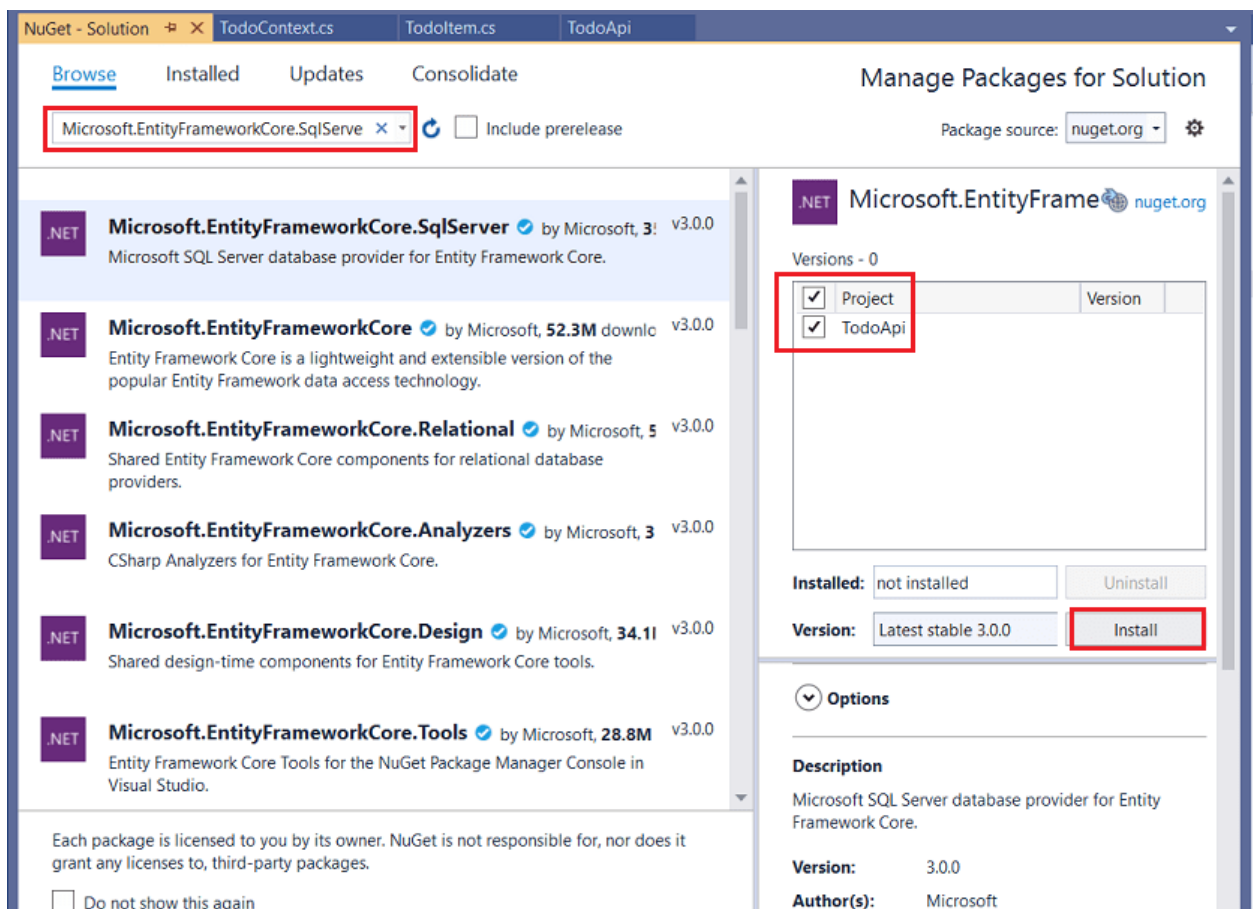 NuGet - Solution
TodoContext.cs
TodoItem.cs
TodoApi
Browse
Installed
Updates
Consolidate
Manage Packages for Solution
Microsoft.EntityFrameworkCore.SqlServe
Include prerelease
Package source: nuget.org
.NET
Microsoft.EntityFrameworkCore.SqlServer by Microsoft, 3 v3.0.0
Microsoft SQL Server database provider for Entity Framework Core.
.NET
Microsoft.EntityFrameworkCore by Microsoft, 52.3M downlo v3.0.0
Entity Framework Core is a lightweight and extensible version of the
popular Entity Framework data access technology.
.NET
Microsoft.EntityFrameworkCore.Relational by Microsoft, 5 v3.0.0
Shared Entity Framework Core components for relational database
providers.
.NET
Microsoft.EntityFrameworkCore.Analyzers by Microsoft, 3 v3.0.0
CSharp Analyzers for Entity Framework Core.
.NET
Microsoft.EntityFrameworkCore.Design by Microsoft, 34.1 v3.0.0
Shared design-time components for Entity Framework Core tools.
.NET
Microsoft.EntityFrameworkCore.Tools by Microsoft, 28.8M v3.0.0
Entity Framework Core Tools for the NuGet Package Manager Console in
Visual Studio.
Each package is licensed to you by its owner. NuGet is not responsible for, nor does it
grant any licenses to, third-party packages.
Do not show this again
.NET
Microsoft.EntityFrame nuget.org
Versions - 0
Project Version
TodoApi
Installed: not installed Uninstall
Version: Latest stable 3.0.0 Install
Options
Description
Microsoft SQL Server database provider for Entity
Framework Core.
Version: 3.0.0
Author(s): Microsoft